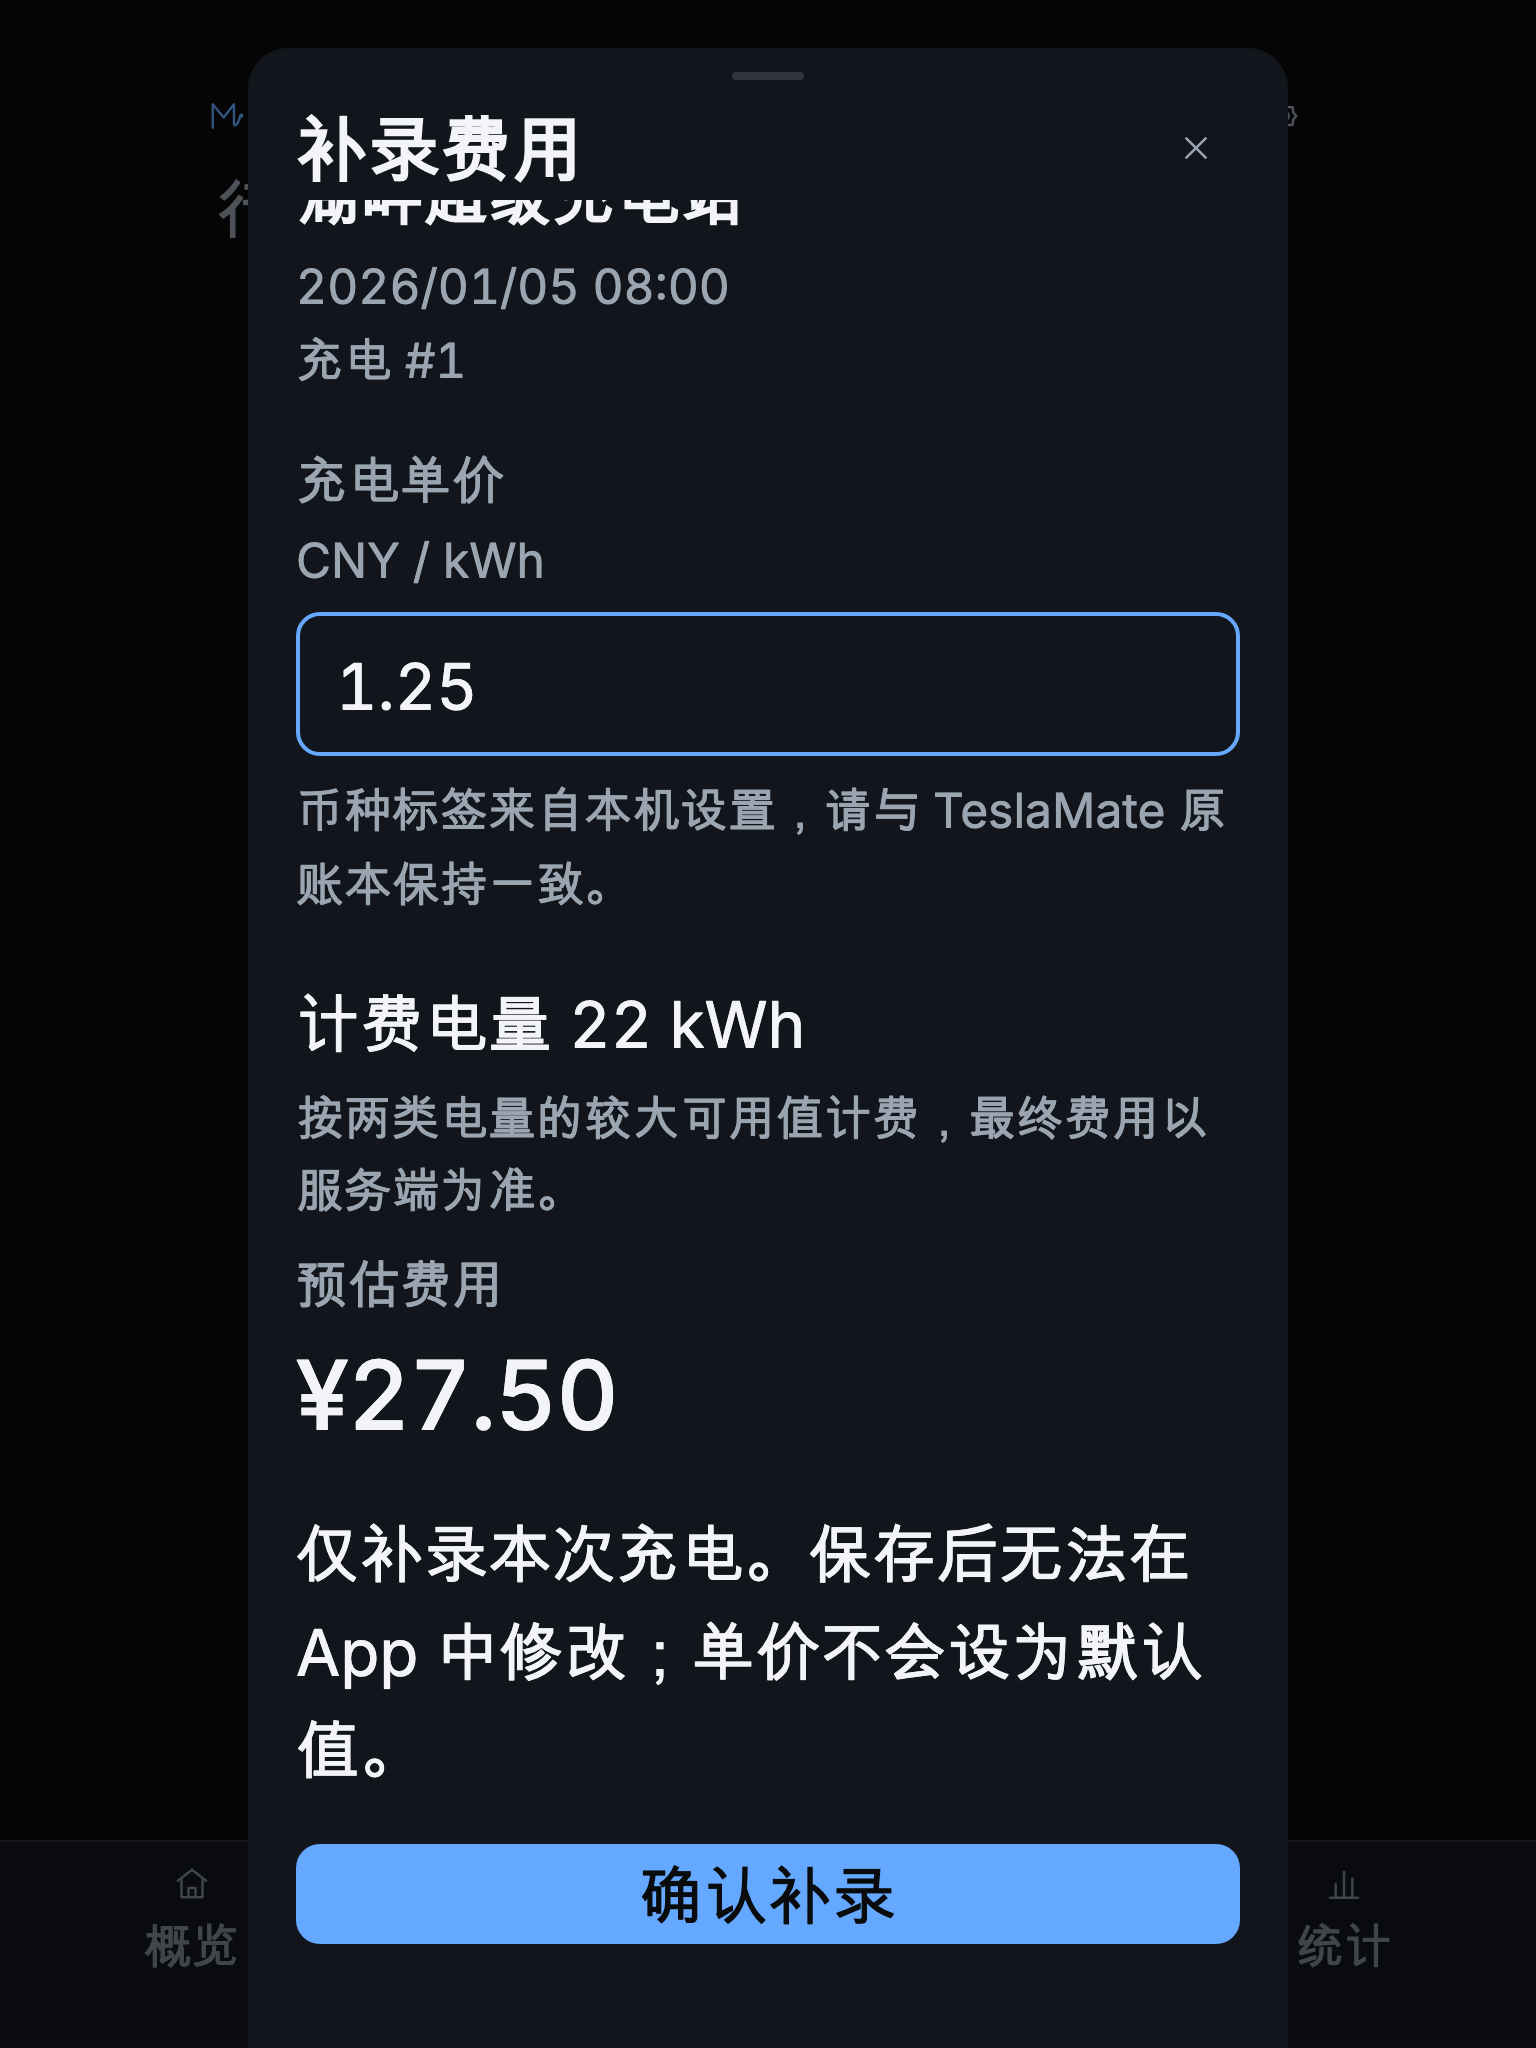 补录费用
2026/01/05 08:00
充电 #1
充电单价
CNY / kWh
1.25
币种标签来自本机设置，请与 TeslaMate 原
账本保持一致。
计费电量 22 kWh
按两类电量的较大可用值计费，最终费用以
服务端为准。
预估费用
¥27.50
仅补录本次充电。保存后无法在
App 中修改；单价不会设为默认
值。
确认补录
概览
统计